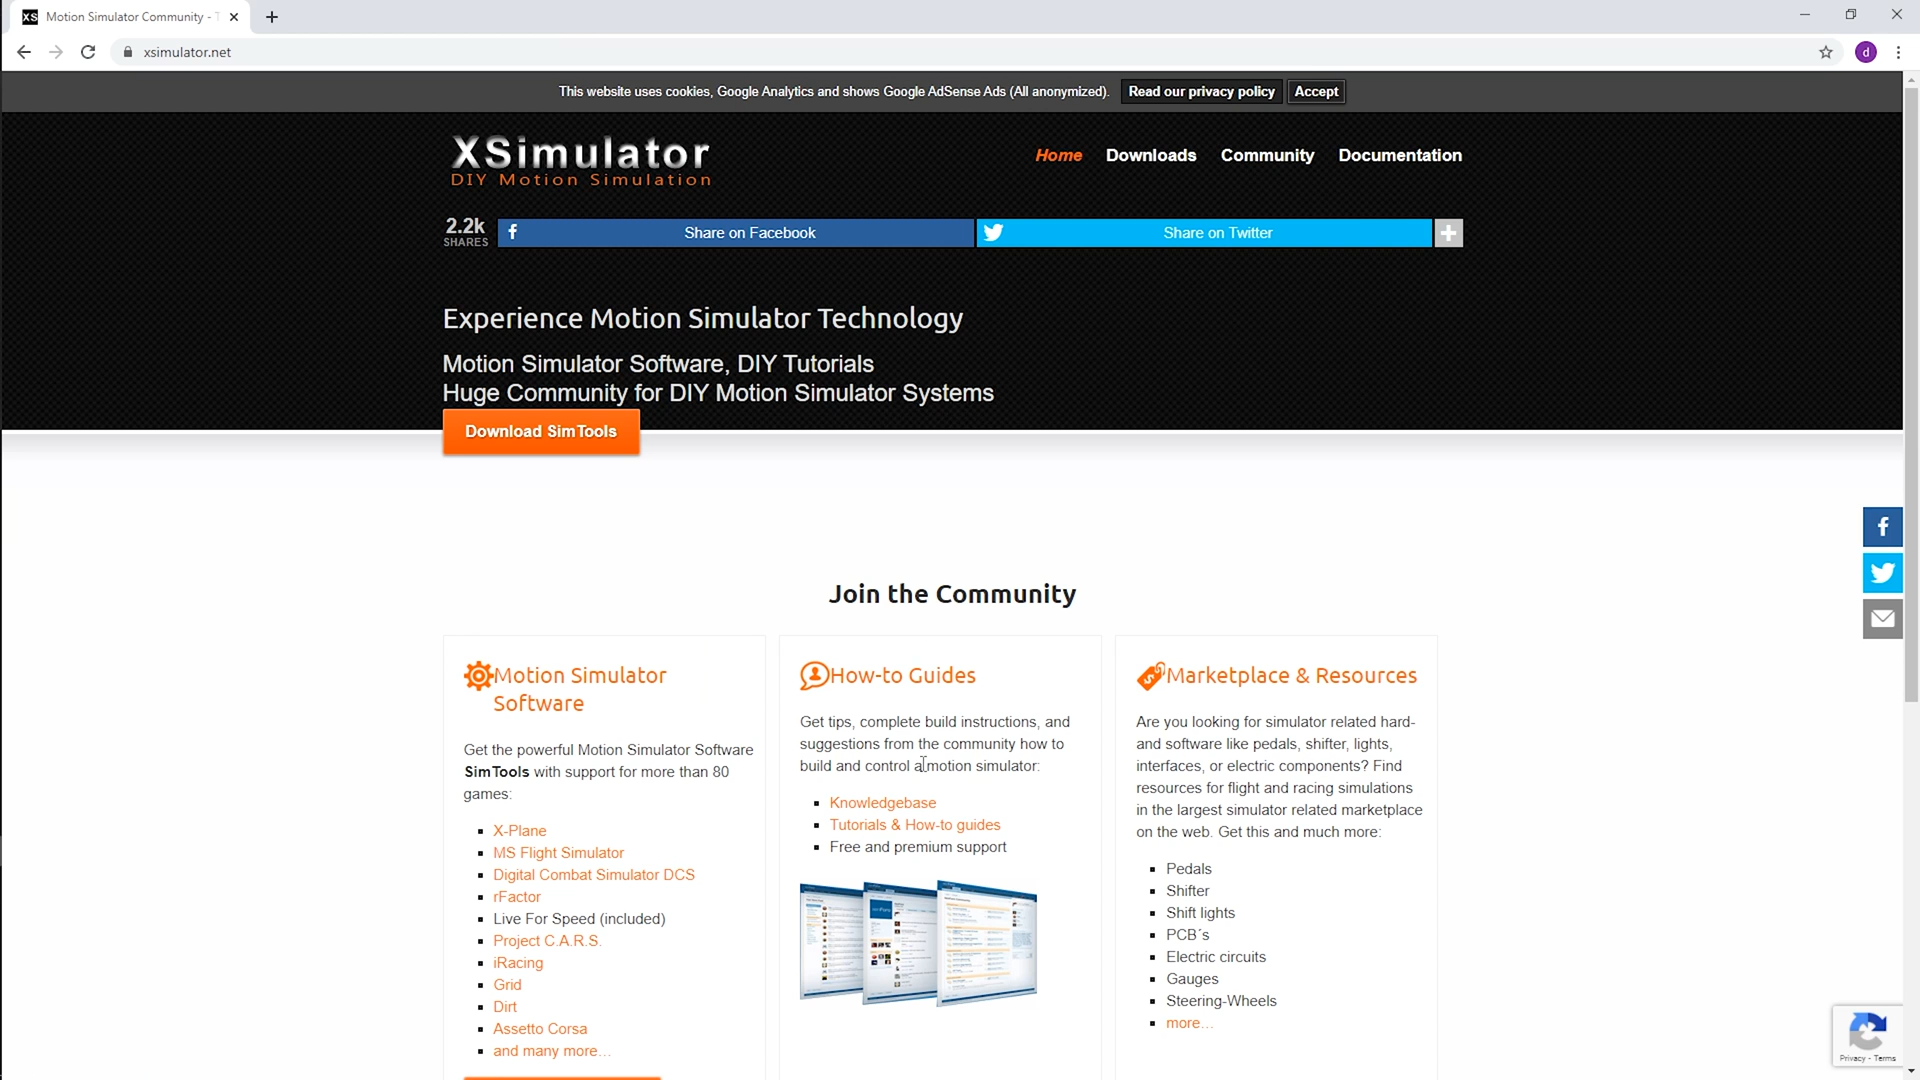 XS Motion Simulator Community - T
xsimulator.net
d
This website uses cookies, Google Analytics and shows Google AdSense Ads (All anonymized). Read our privacy policy Accept
XSimulator
DIY Motion Simulation
Home Downloads Community Documentation
2.2k
SHARES
Share on Facebook
Share on Twitter
Experience Motion Simulator Technology
Motion Simulator Software, DIY Tutorials
Huge Community for DIY Motion Simulator Systems
Download SimTools
Join the Community
Motion Simulator
Software
Get the powerful Motion Simulator Software
SimTools with support for more than 80
games:
X-Plane
MS Flight Simulator
Digital Combat Simulator DCS
rFactor
Live For Speed (included)
Project C.A.R.S.
iRacing
Grid
Dirt
Assetto Corsa
and many more…
How-to Guides
Get tips, complete build instructions, and
suggestions from the community how to
build and control a motion simulator:
Knowledgebase
Tutorials & How-to guides
Free and premium support
Marketplace & Resources
Are you looking for simulator related hard-
and software like pedals, shifter, lights,
interfaces, or electric components? Find
resources for flight and racing simulations
in the largest simulator related marketplace
on the web. Get this and much more:
Pedals
Shifter
Shift lights
PCB´s
Electric circuits
Gauges
Steering-Wheels
more…
Privacy - Terms